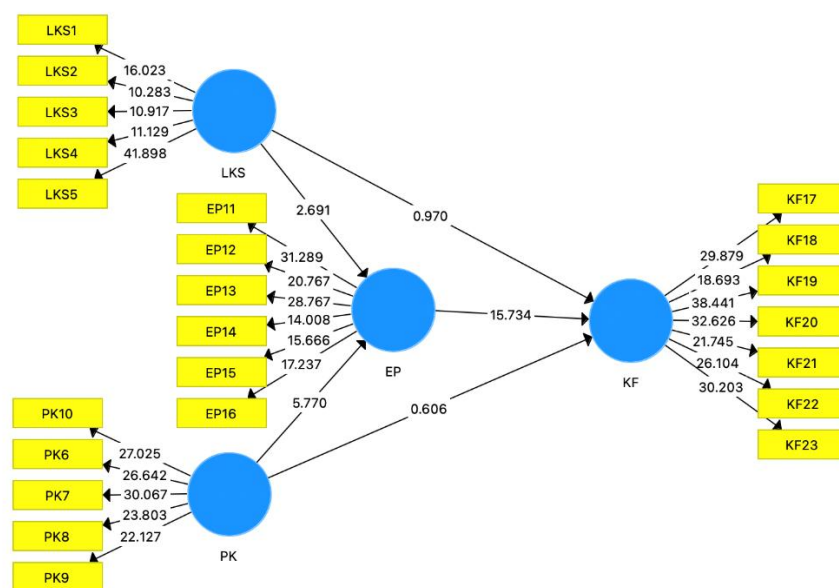 LKS1
LKS2
LKS3
LKS4
LKS5
16.023
10.283
10.917
11.129
41.898
LKS
2.691
0.970
EP11
EP12
EP13
EP14
EP15
EP16
31.289
20.767
28.767
14.008
15.666
17.237
EP
15.734
5.770
0.606
KF17
KF18
KF19
KF20
KF21
KF22
KF23
29.879
18.693
38.441
32.626
21.745
26.104
30.203
KF
PK10
PK6
PK7
PK8
PK9
27.025
26.642
30.067
23.803
22.127
PK